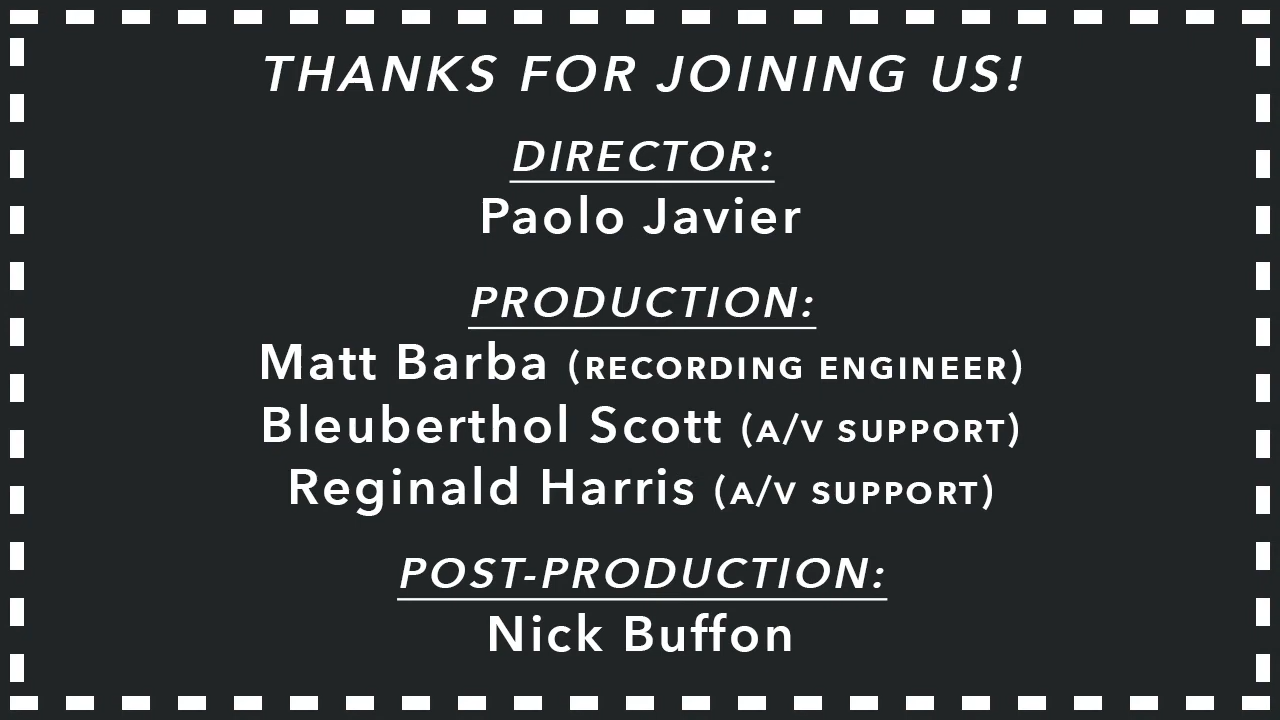 THANKS FOR JOINING US!
DIRECTOR:
Paolo Javier
PRODUCTION:
Matt Barba (RECORDING ENGINEER)
Bleuberthol Scott (A/V SUPPORT)
Reginald Harris (A/V SUPPORT)
POST-PRODUCTION:
Nick Buffon